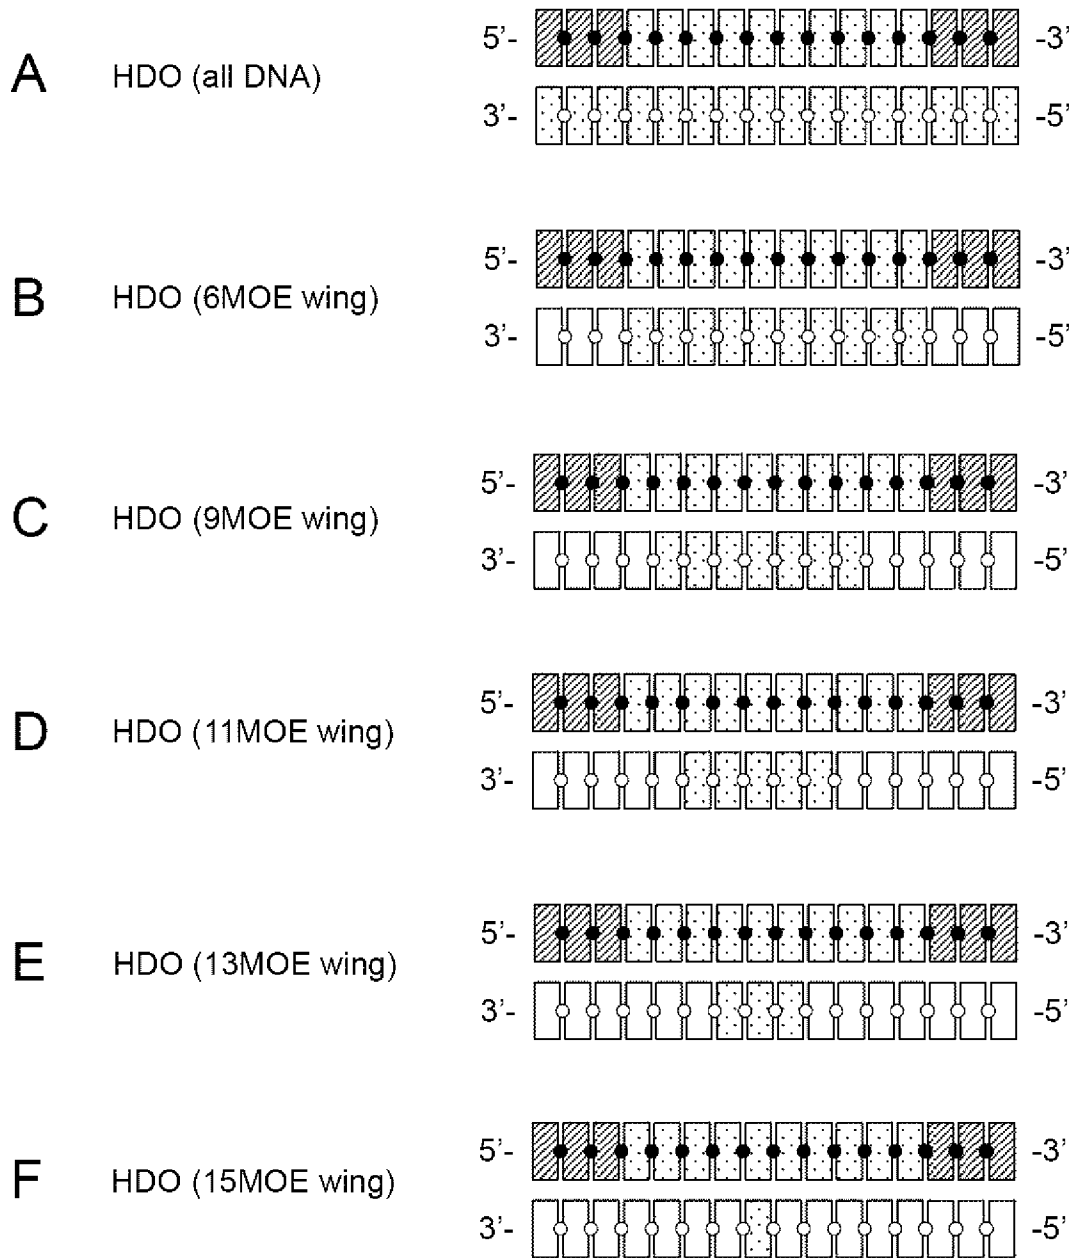 5'- -3'
A HDO (all DNA)
3'- -5'
5'- -3'
B HDO (6MOE wing)
3'- -5'
5'- -3'
C HDO (9MOE wing)
3'- -5'
5'- -3'
D HDO (11MOE wing)
3'- -5'
5'- -3'
E HDO (13MOE wing)
3'- -5'
5'- -3'
F HDO (15MOE wing)
3'- -5'